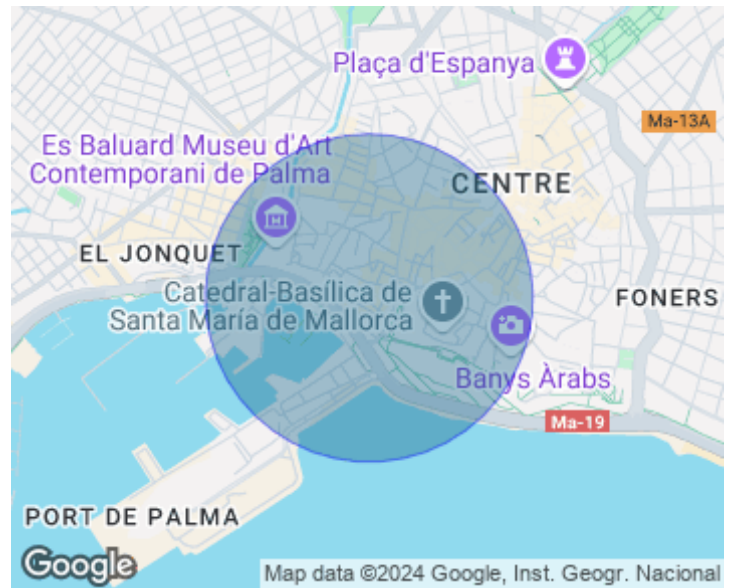 Plaça d'Espanya
Ma-13A
Es Baluard Museu d'Art
Contemporani de Palma
CENTRE
EL JONQUET
Catedral-Basílica de
Santa María de Mallorca
FONERS
Banys Àrabs
Ma-19
PORT DE PALMA
Google
Map data ©2024 Google, Inst. Geogr. Nacional